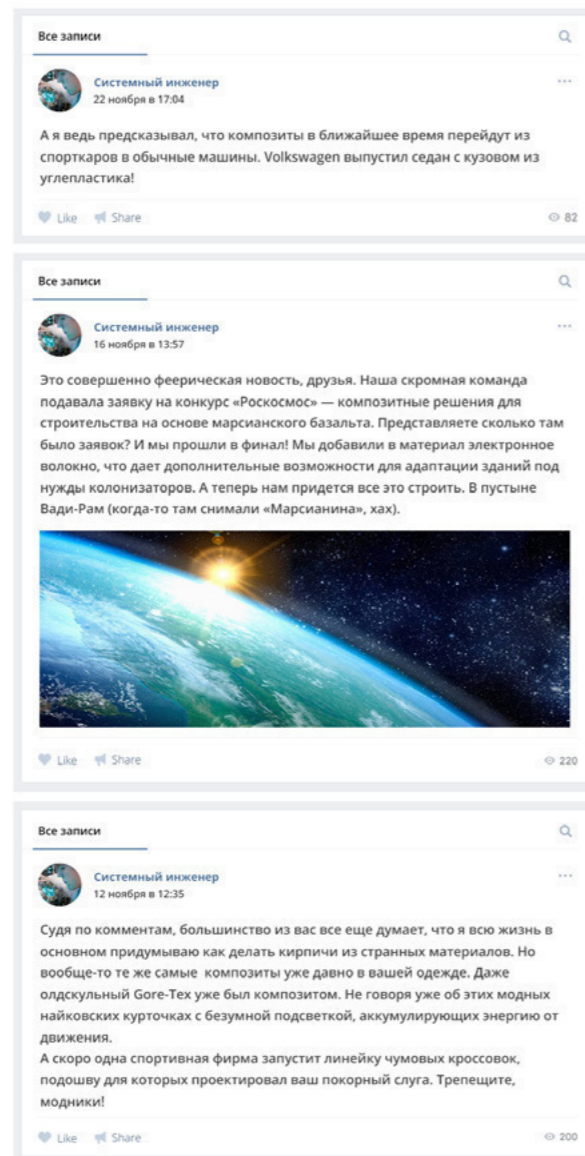 Все записи
Системный инженер
22 ноября в 17:04
А я ведь предсказывал, что композиты в ближайшее время перейдут из
спорткаров в обычные машины. Volkswagen выпустил седан с кузовом из
углепластика!
Like Share 82
Все записи
Системный инженер
16 ноября в 13:57
Это совершенно феерическая новость, друзья. Наша скромная команда
подавала заявку на конкурс «Роскосмос» — композитные решения для
строительства на основе марсианского базальта. Представляете сколько там
было заявок? И мы прошли в финал! Мы добавили в материал электронное
волокно, что дает дополнительные возможности для адаптации зданий под
нужды колонизаторов. А теперь нам придется все это строить. В пустыне
Вади-Рам (когда-то там снимали «Марсианина», хах).
Like Share 220
Все записи
Системный инженер
12 ноября в 12:35
Судя по комментам, большинство из вас все еще думает, что я всю жизнь в
основном придумываю как делать кирпичи из странных материалов. Но
вообще-то те же самые композиты уже давно в вашей одежде. Даже
олдскульный Gore-Tex уже был композитом. Не говоря уже об этих модных
найковских курточках с безумной подсветкой, аккумулирующих энергию от
движения.
А скоро одна спортивная фирма запустит линейку чумовых кроссовок,
подошву для которых проектировал ваш покорный слуга. Трепещите,
модники!
Like Share 200